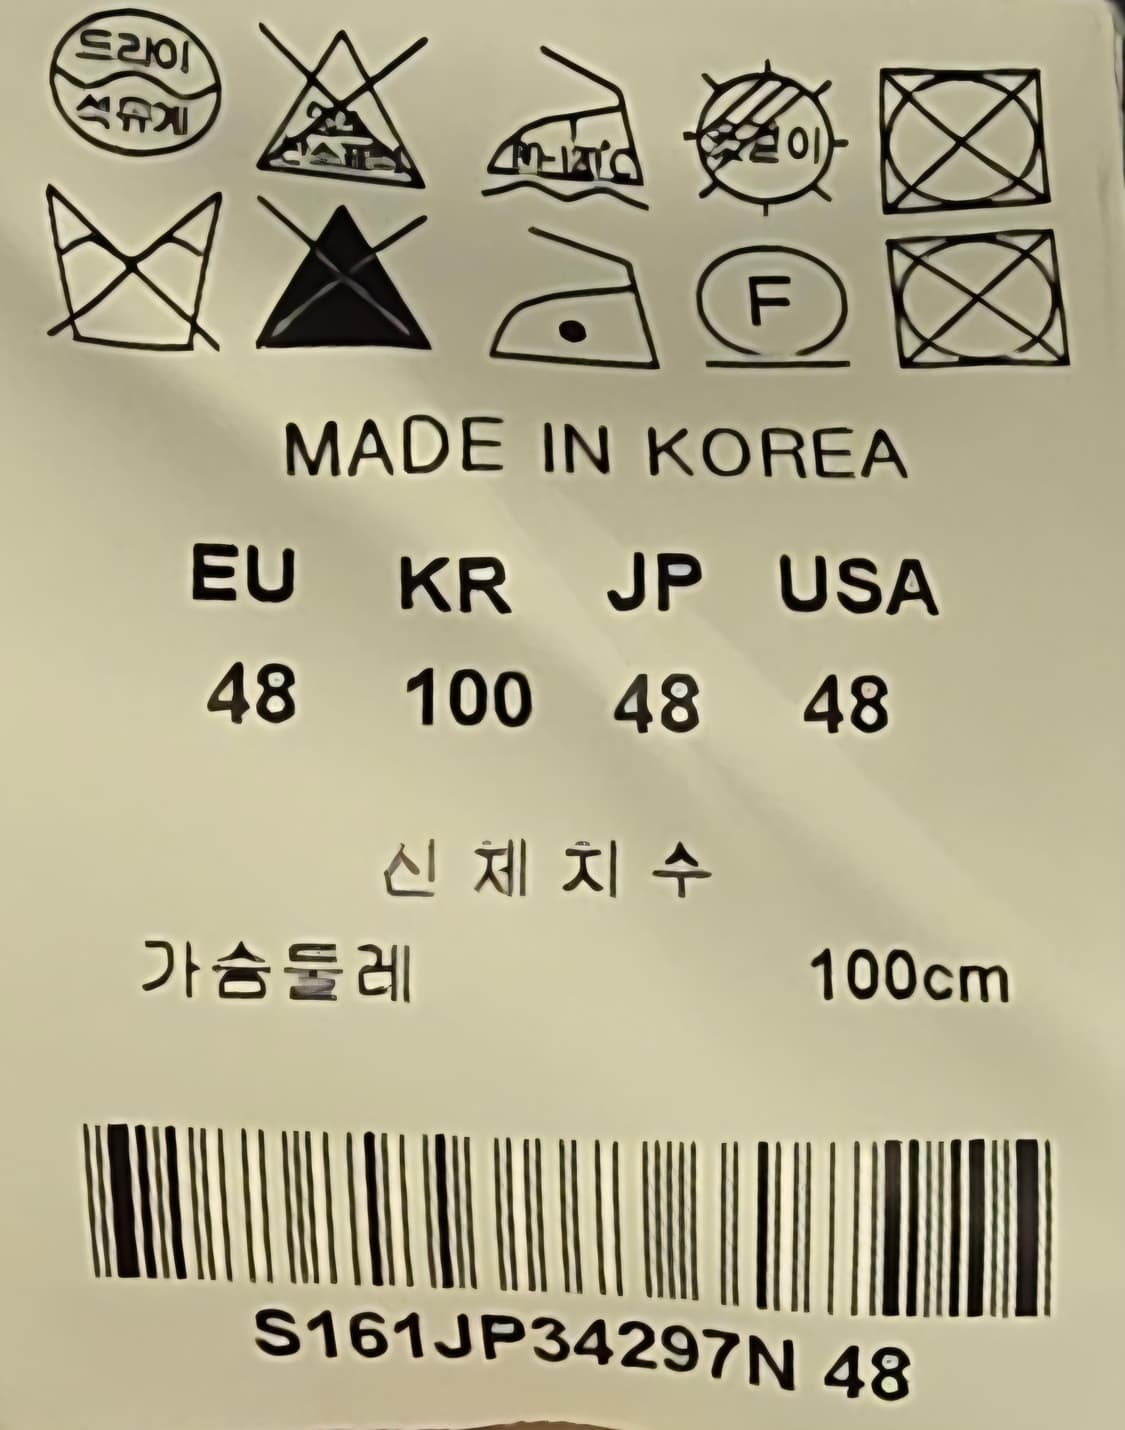 드라이
석유계
F
MADE IN KOREA
EU KR JP USA
48 100 48 48
신체치수
가슴둘레 100cm
S161JP34297N 48